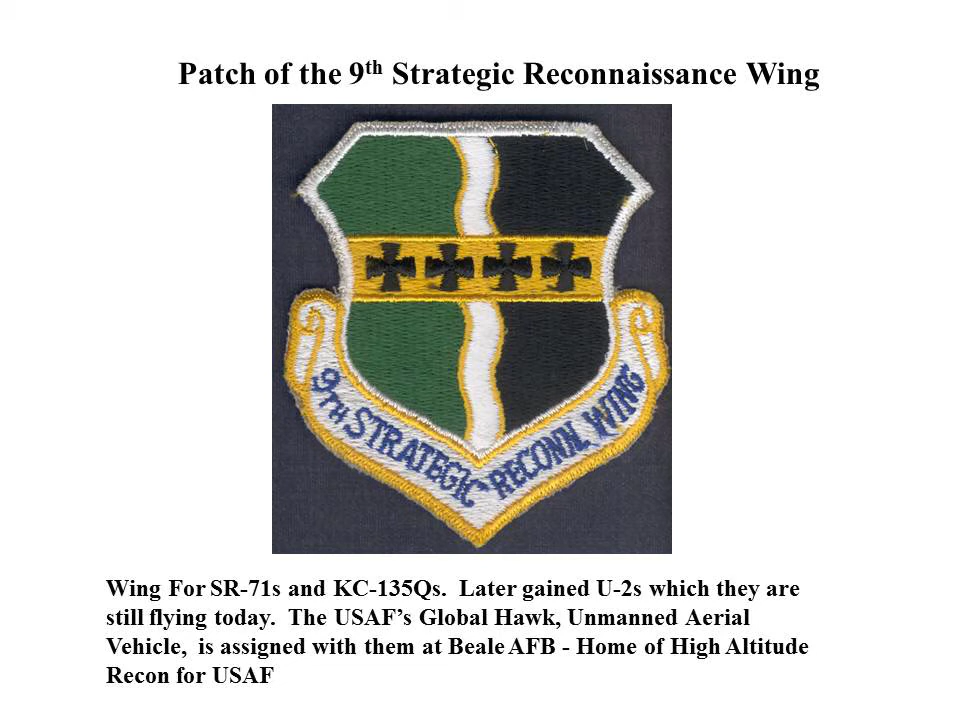 Patch of the 9th Strategic Reconnaissance Wing
9TH STRATEGIC RECONN. WING
Wing For SR-71s and KC-135Qs.  Later gained U-2s which they are
still flying today.  The USAF’s Global Hawk, Unmanned Aerial
Vehicle,  is assigned with them at Beale AFB - Home of High Altitude
Recon for USAF